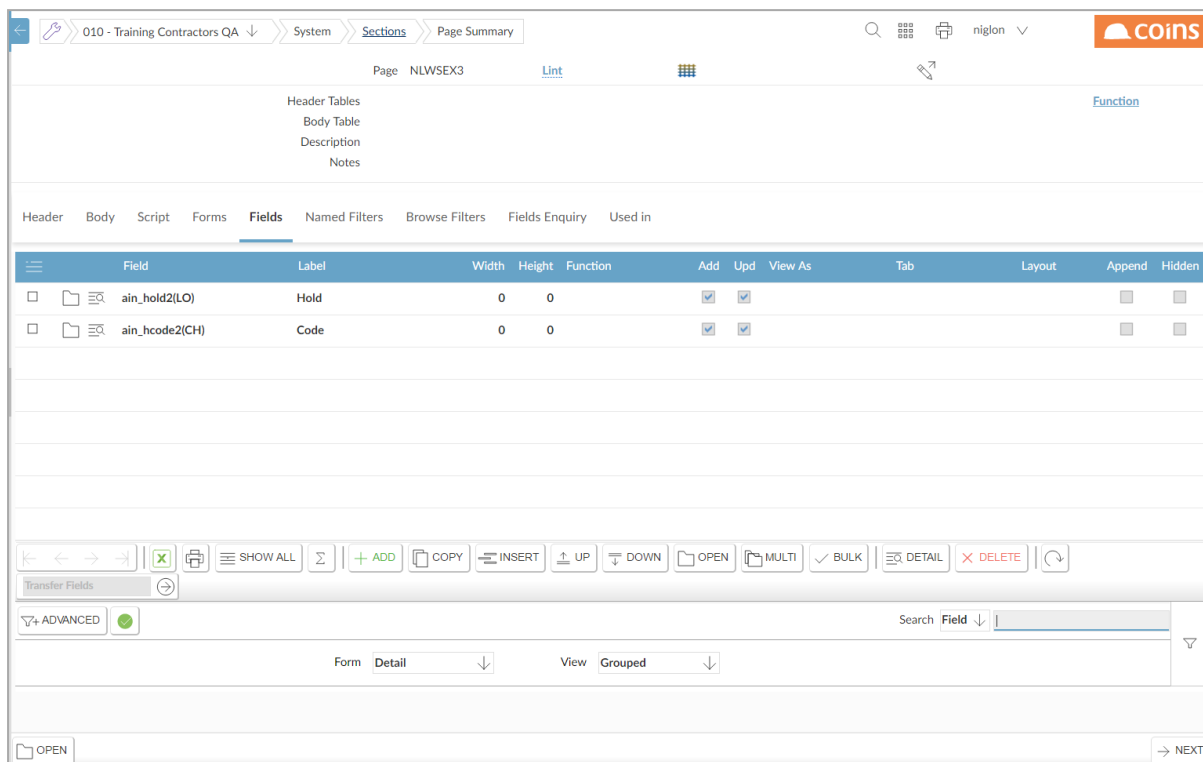 010 - Training Contractors QA System Sections Page Summary niglon coins
Page NLWSEX3 Lint
Header Tables Function
Body Table
Description
Notes
Header Body Script Forms Fields Named Filters Browse Filters Fields Enquiry Used in
Field Label Width Height Function Add Upd View As Tab Layout Append Hidden
ain_hold2(LO) Hold 0 0
ain_hcode2(CH) Code 0 0
X SHOW ALL Σ + ADD COPY INSERT UP DOWN OPEN MULTI BULK DETAIL DELETE
Transfer Fields
ADVANCED Search Field
Form Detail View Grouped
OPEN NEXT